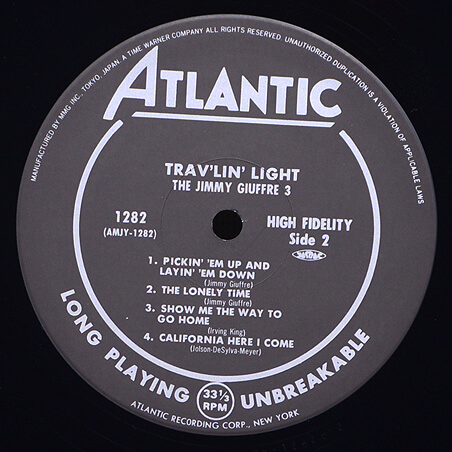 MANUFACTURED BY MMG INC., TOKYO, JAPAN. A TIME WARNER COMPANY ALL RIGHTS RESERVED. UNAUTHORIZED DUPLICATION IS A VIOLATION OF APPLICABLE LAWS
ATLANTIC
TRAV'LIN' LIGHT
THE JIMMY GIUFFRE 3
1282
(AMJY-1282)
HIGH FIDELITY
Side 2
1. PICKIN' 'EM UP AND
LAYIN' 'EM DOWN
(Jimmy Giuffre)
2. THE LONELY TIME
(Jimmy Giuffre)
3. SHOW ME THE WAY TO
GO HOME
(Irving King)
4. CALIFORNIA HERE I COME
(Jolson-DeSylva-Meyer)
LONG PLAYING
33 1/3
RPM
UNBREAKABLE
ATLANTIC RECORDING CORP., NEW YORK